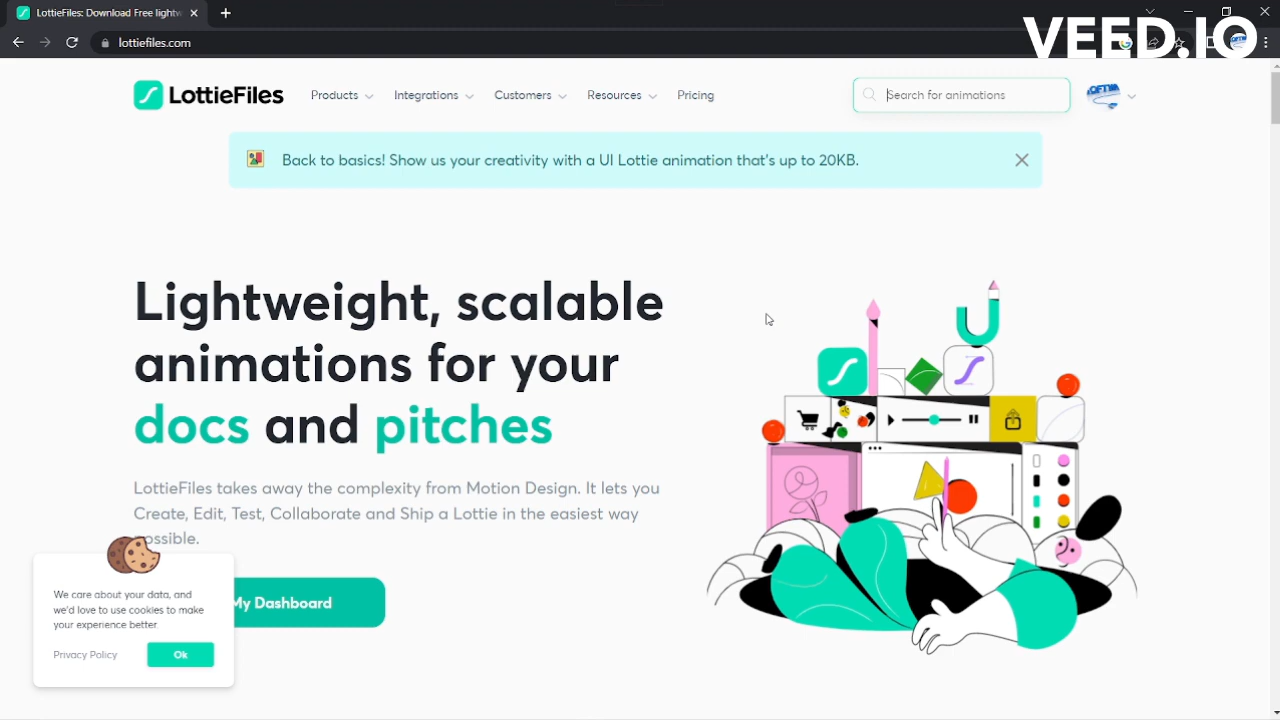 LottieFiles: Download Free lightw
VEED.IO
lottiefiles.com
LottieFiles
Products
Integrations
Customers
Resources
Pricing
Search for animations
Back to basics! Show us your creativity with a UI Lottie animation that's up to 20KB.
Lightweight, scalable
animations for your
docs and pitches
LottieFiles takes away the complexity from Motion Design. It lets you
Create, Edit, Test, Collaborate and Ship a Lottie in the easiest way
possible.
My Dashboard
We care about your data, and
we'd love to use cookies to make
your experience better.
Privacy Policy
Ok